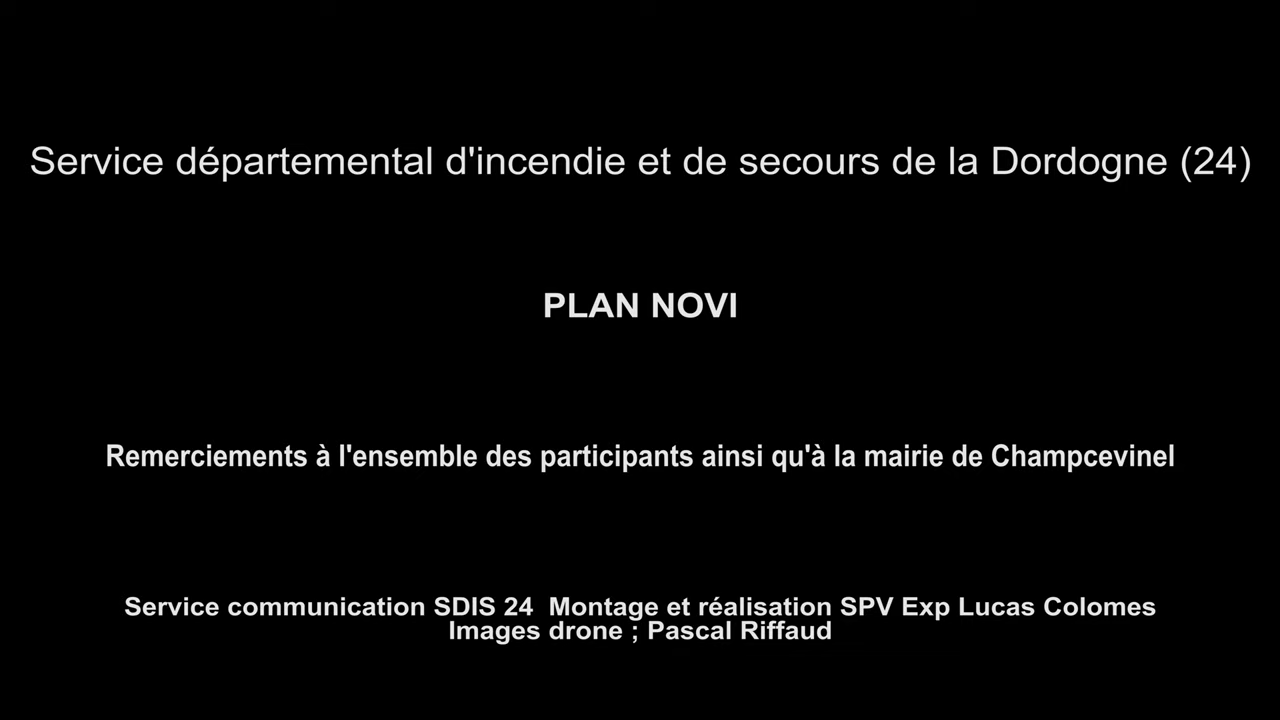 Service départemental d'incendie et de secours de la Dordogne (24)
PLAN NOVI
Remerciements à l'ensemble des participants ainsi qu'à la mairie de Champcevinel
Service communication SDIS 24  Montage et réalisation SPV Exp Lucas Colomes
Images drone ; Pascal Riffaud